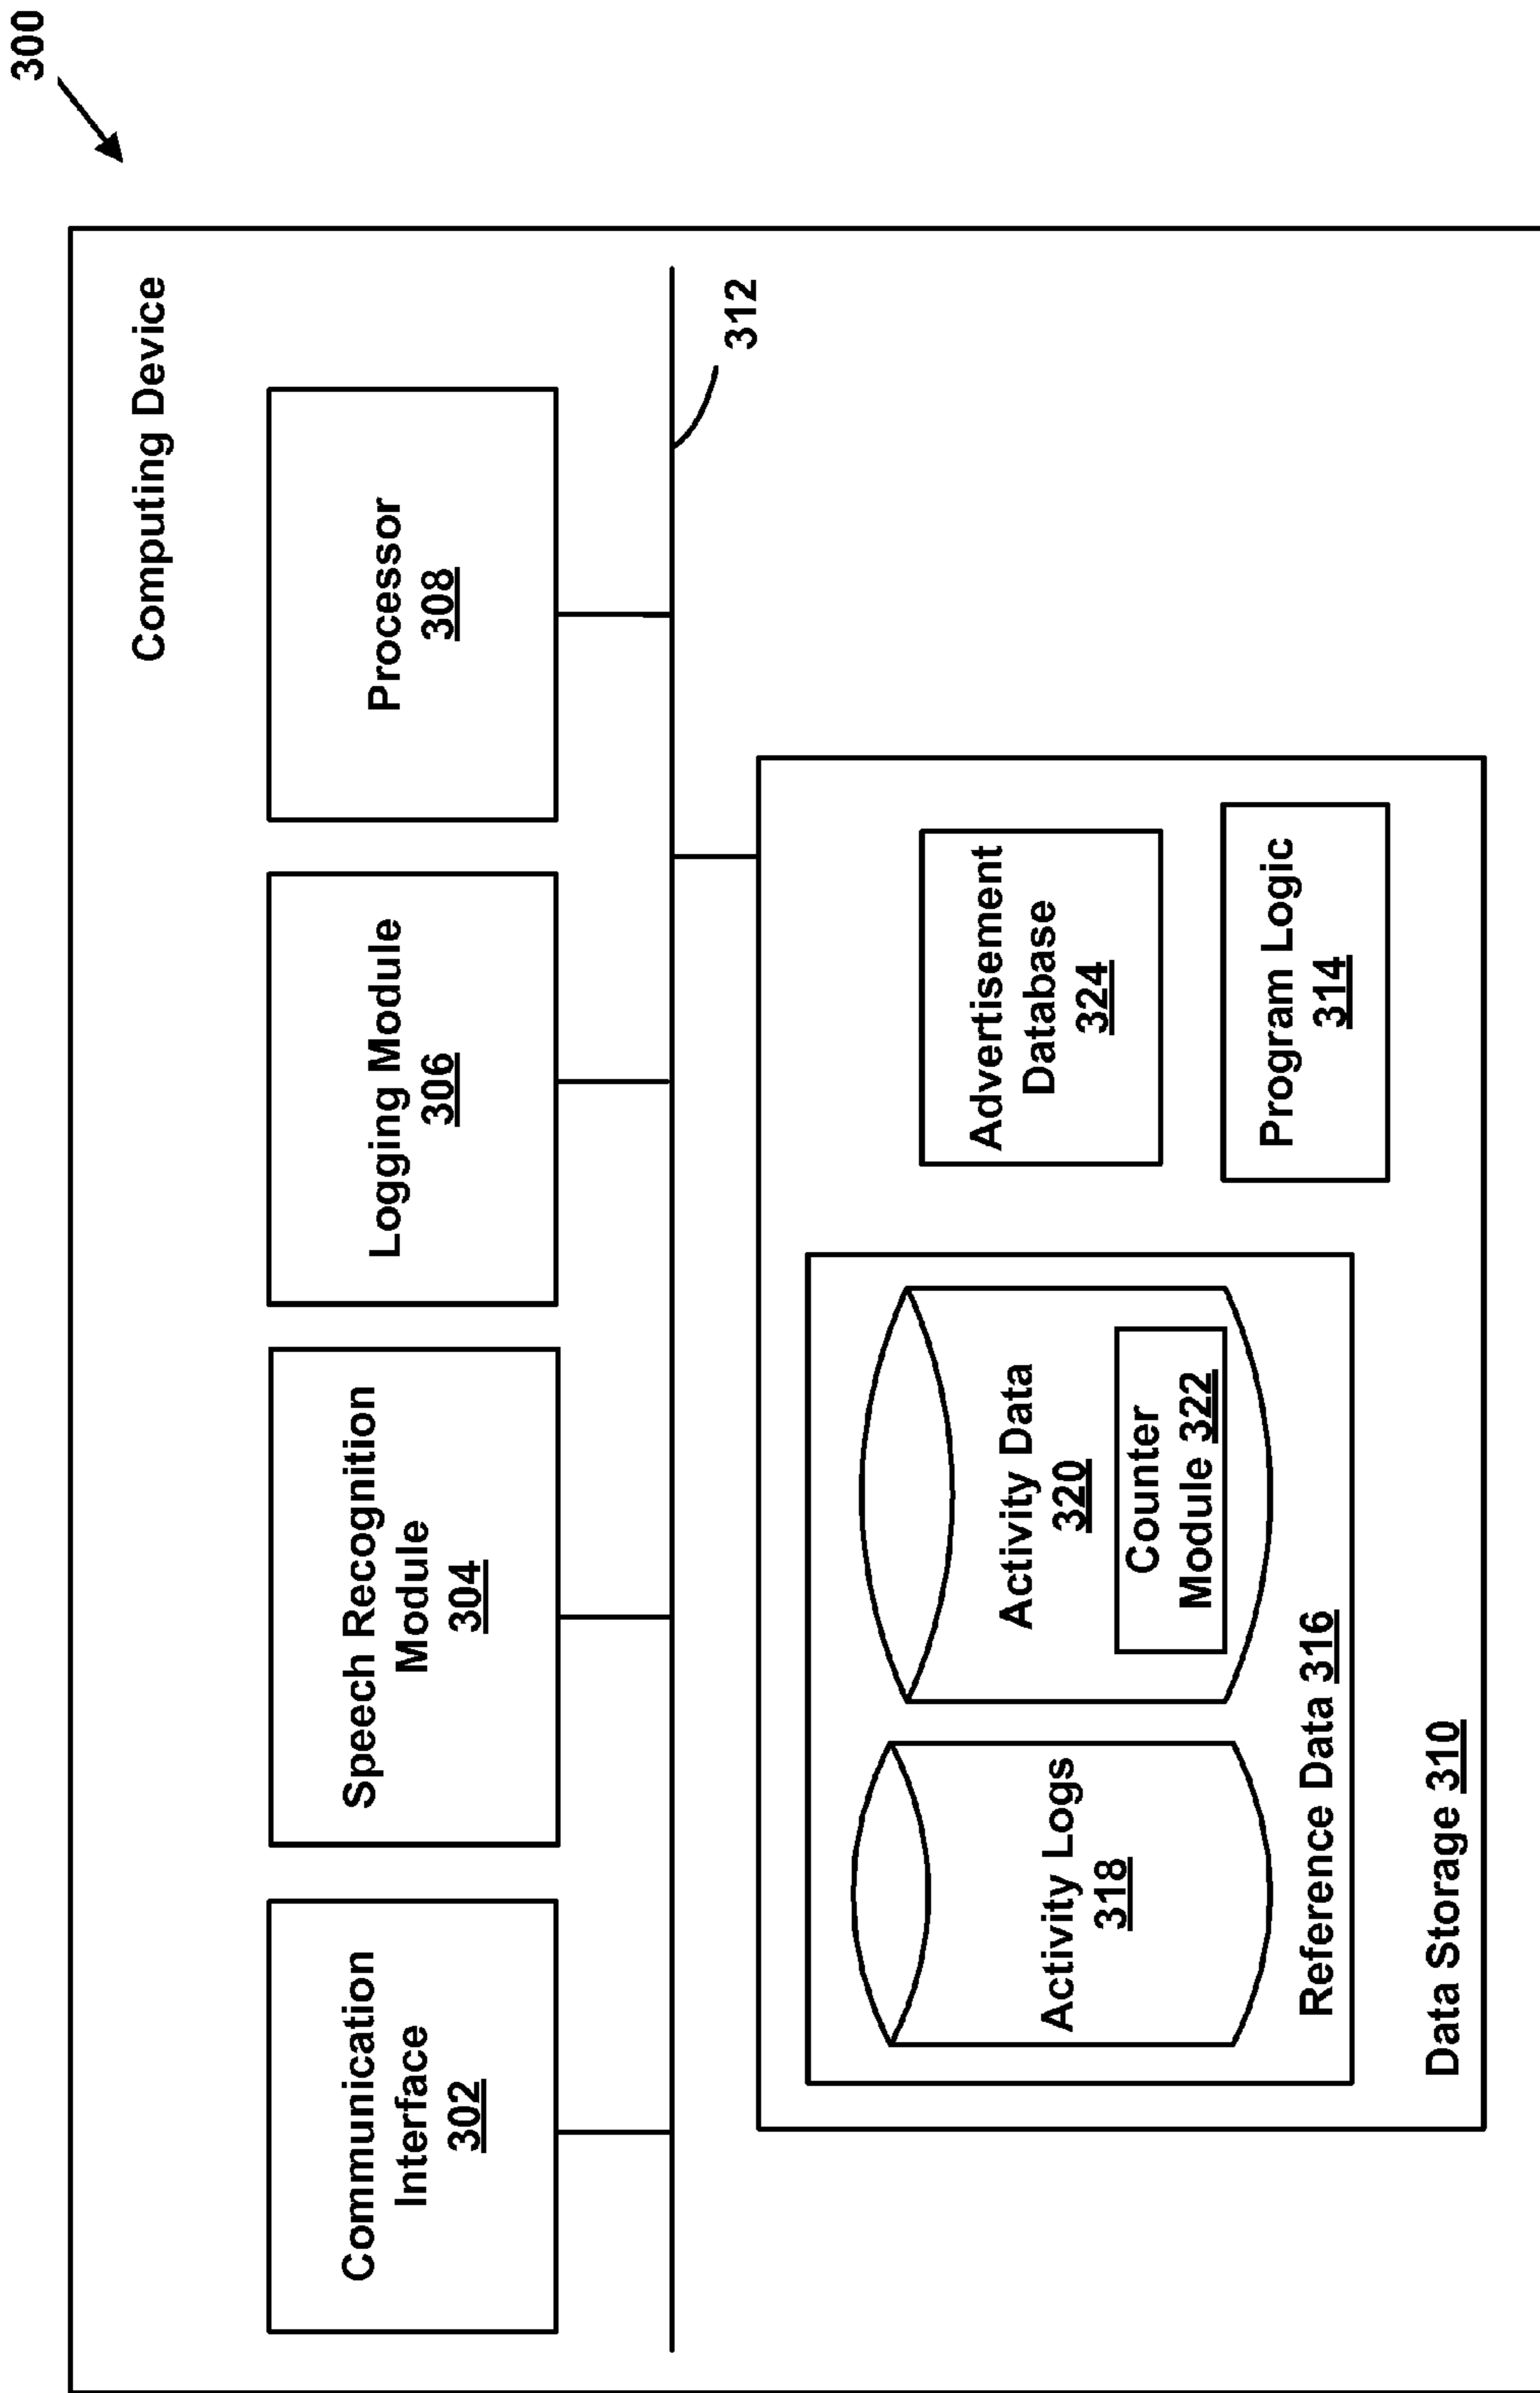 300
Computing Device
Communication
Interface
302
Speech Recognition
Module
304
Logging Module
306
Processor
308
312
Activity Logs
318
Activity Data
320
Counter
Module 322
Reference Data 316
Advertisement
Database
324
Program Logic
314
Data Storage 310